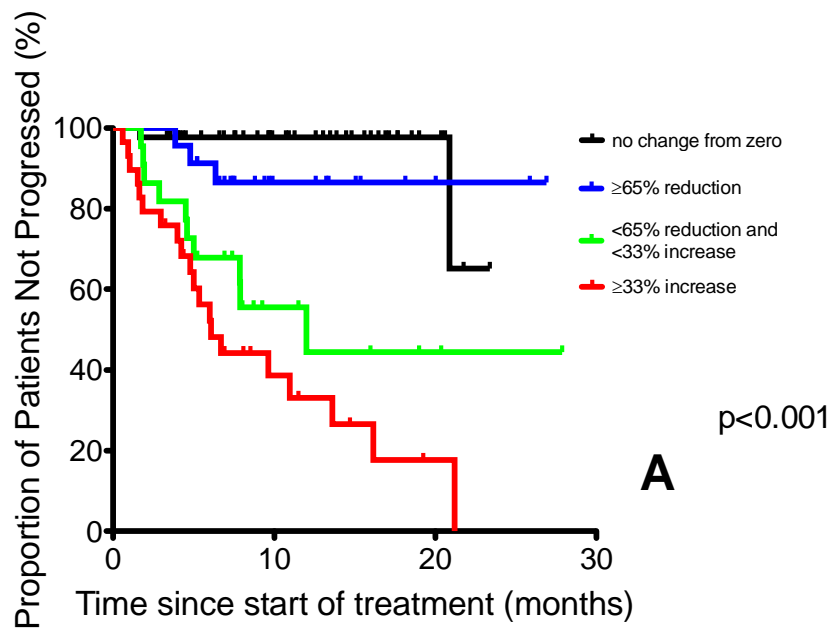 Proportion of Patients Not Progressed (%)
100
80
60
40
20
0
0 10 20 30
Time since start of treatment (months)
no change from zero
≥65% reduction
<65% reduction and
<33% increase
≥33% increase
p<0.001
A